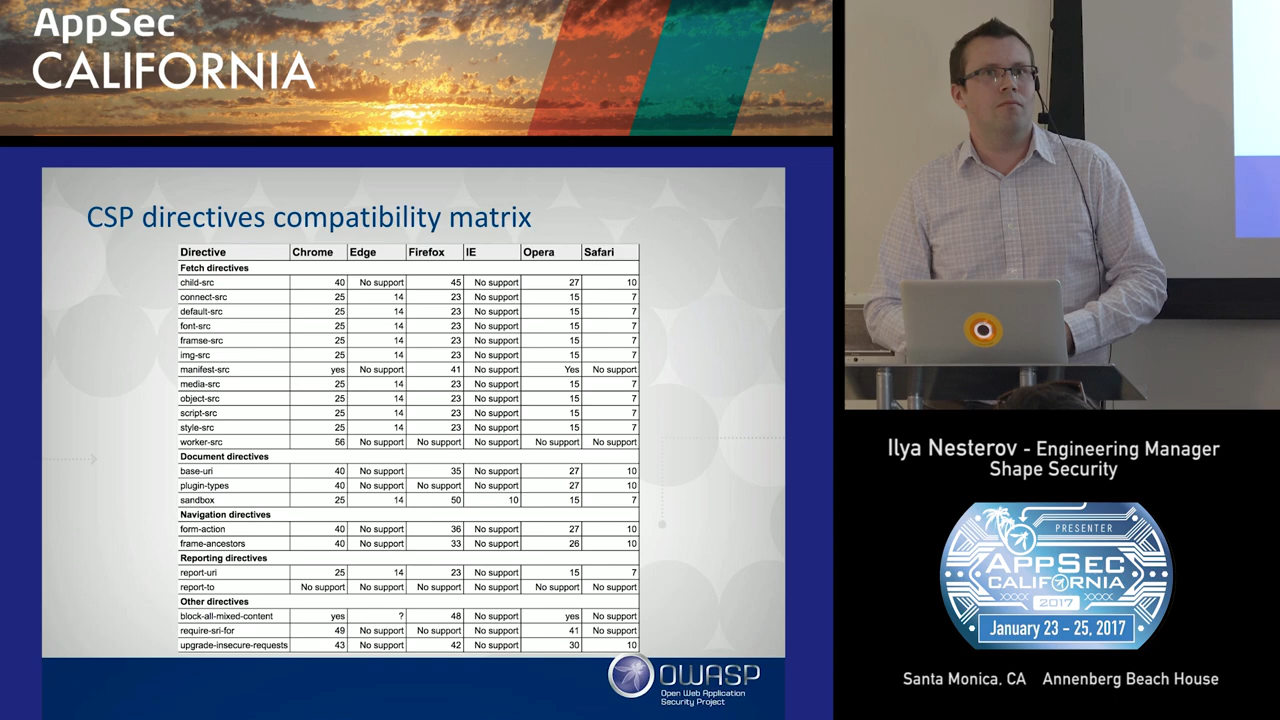 AppSec
CALIFORNIA
CSP directives compatibility matrix
Directive Chrome Edge Firefox IE Opera Safari
Fetch directives
child-src 40 No support 45 No support 27 10
connect-src 25 14 23 No support 15 7
default-src 25 14 23 No support 15 7
font-src 25 14 23 No support 15 7
framse-src 25 14 23 No support 15 7
img-src 25 14 23 No support 15 7
manifest-src yes No support 41 No support Yes No support
media-src 25 14 23 No support 15 7
object-src 25 14 23 No support 15 7
script-src 25 14 23 No support 15 7
style-src 25 14 23 No support 15 7
worker-src 56 No support No support No support No support No support
Document directives
base-uri 40 No support 35 No support 27 10
plugin-types 40 No support No support No support 27 10
sandbox 25 14 50 10 15 7
Navigation directives
form-action 40 No support 36 No support 27 10
frame-ancestors 40 No support 33 No support 26 10
Reporting directives
report-uri 25 14 23 No support 15 7
report-to No support No support No support No support No support No support
Other directives
block-all-mixed-content yes ? 48 No support yes No support
require-sri-for 49 No support No support No support 41 No support
upgrade-insecure-requests 43 No support 42 No support 30 10
OWASP
Open Web Application
Security Project
Ilya Nesterov - Engineering Manager
Shape Security
PRESENTER
APPSEC
CALIFORNIA
2017
January 23 - 25, 2017
Santa Monica, CA Annenberg Beach House